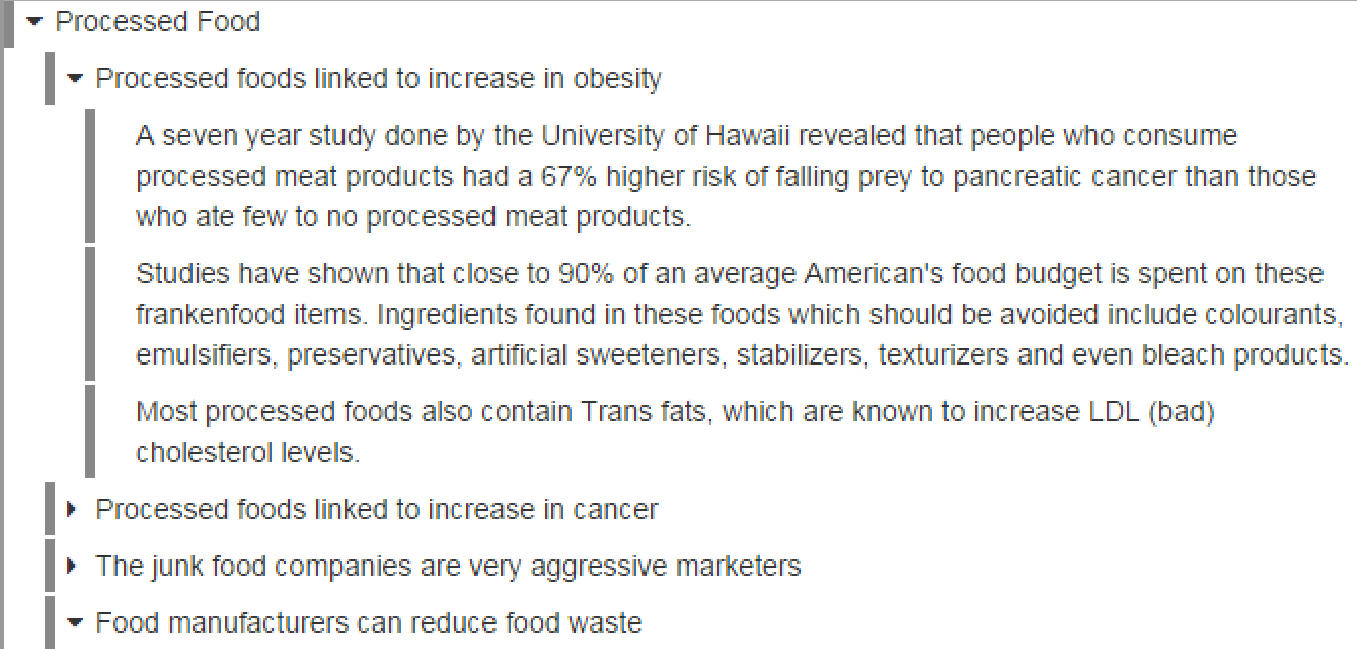 Processed Food
Processed foods linked to increase in obesity
A seven year study done by the University of Hawaii revealed that people who consume
processed meat products had a 67% higher risk of falling prey to pancreatic cancer than those
who ate few to no processed meat products.
Studies have shown that close to 90% of an average American's food budget is spent on these
frankenfood items. Ingredients found in these foods which should be avoided include colourants,
emulsifiers, preservatives, artificial sweeteners, stabilizers, texturizers and even bleach products.
Most processed foods also contain Trans fats, which are known to increase LDL (bad)
cholesterol levels.
Processed foods linked to increase in cancer
The junk food companies are very aggressive marketers
Food manufacturers can reduce food waste